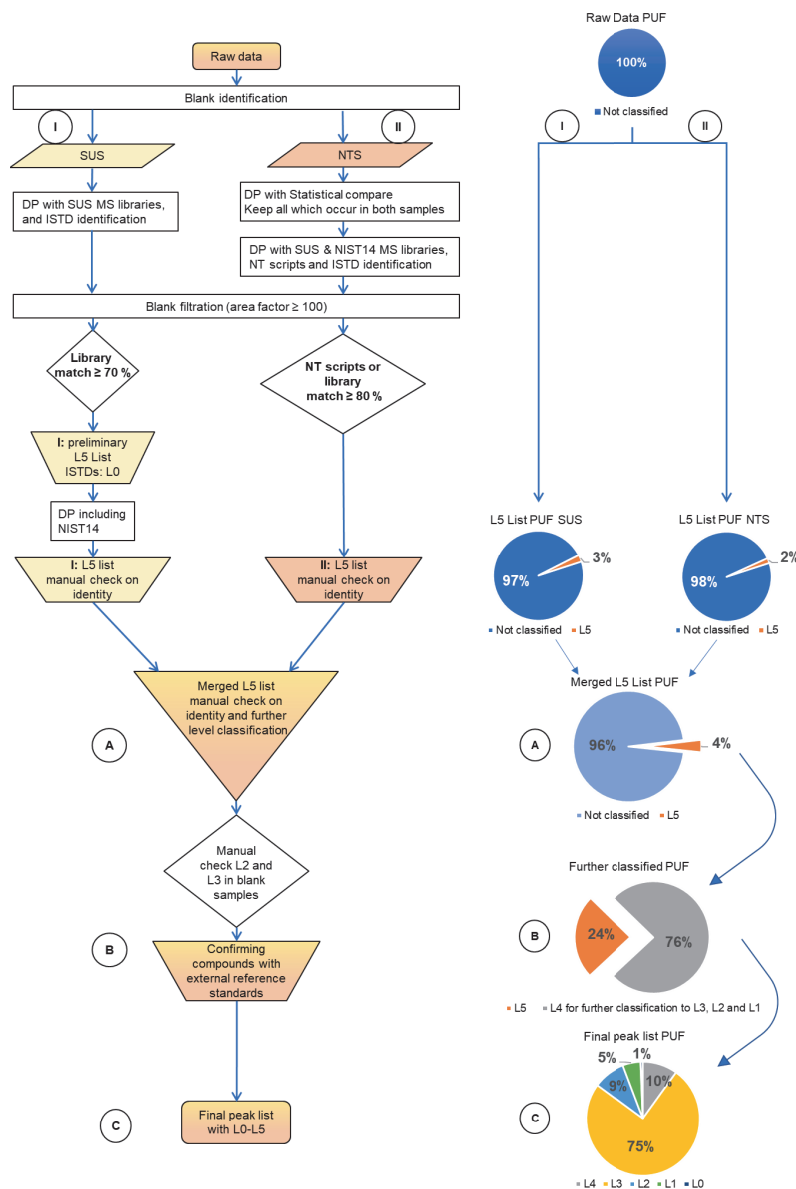 Raw data
Blank identification
I
II
SUS
NTS
DP with SUS MS libraries,
and ISTD identification
DP with Statistical compare
Keep all which occur in both samples
DP with SUS & NIST14 MS libraries,
NT scripts and ISTD identification
Blank filtration (area factor ≥ 100)
Library
match ≥ 70 %
NT scripts or
library
match ≥ 80 %
I: preliminary
L5 List
ISTDs: L0
DP including
NIST14
I: L5 list
manual check on
identity
II: L5 list
manual check on
identity
Merged L5 list
manual check on
identity and further
level classification
A
Manual
check L2 and
L3 in blank
samples
B
Confirming
compounds with
external reference
standards
C
Final peak list
with L0-L5
Raw Data PUF
100%
Not classified
I
II
L5 List PUF SUS
3%
97%
Not classified L5
L5 List PUF NTS
2%
98%
Not classified L5
Merged L5 List PUF
96%
4%
A
Not classified L5
Further classified PUF
24%
76%
B
L5 L4 for further classification to L3, L2 and L1
Final peak list PUF
5%
1%
9%
10%
75%
C
L4 L3 L2 L1 L0